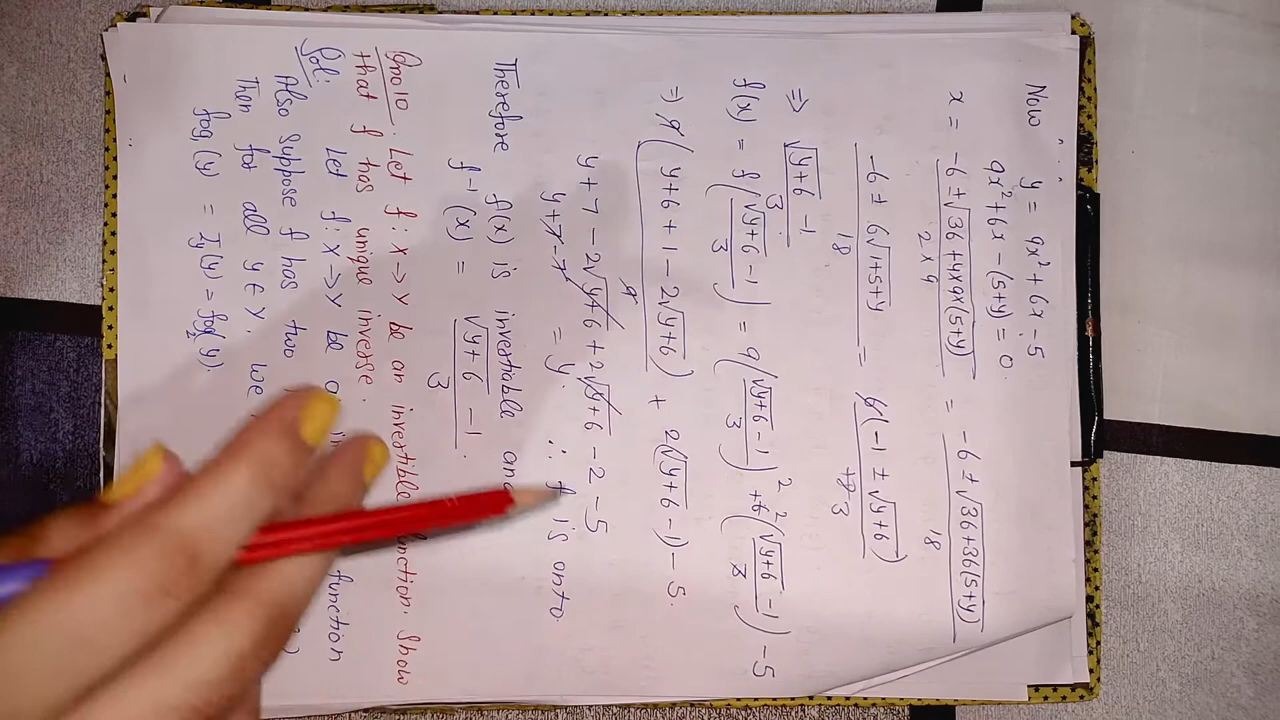 Now y = 9x² + 6x - 5
9x² + 6x - (5+y) = 0
x = -6 ± √36 + 4×9×(5+y) / 2×9 = -6 ± √36+36(5+y) / 18
-6 ± 6√1+5+y / 18 = 6(-1 ± √y+6) / 18 3
⇒ √y+6 - 1 / 3
f(x) = f(√y+6 - 1 / 3) = 9(√y+6 - 1 / 3)² + 6(√y+6 - 1 / 3) - 5
⇒ 9(y+6+1-2√y+6 / 9) + 2(√y+6 - 1) - 5.
y+7 - 2√y+6 + 2√y+6 - 2 - 5
y+7-7 = y ∴ f is onto
Therefore f(x) is invertiable
f⁻¹(x) = √y+6 - 1 / 3.
Qno10. Let f: X → Y be an invertible function. Show
that f has unique inverse.
Sol: Let f: X → Y be function
Also Suppose f has two
Then for all y ∈ Y, we
fog₁(y) = Iy(y) = fog₂(y).